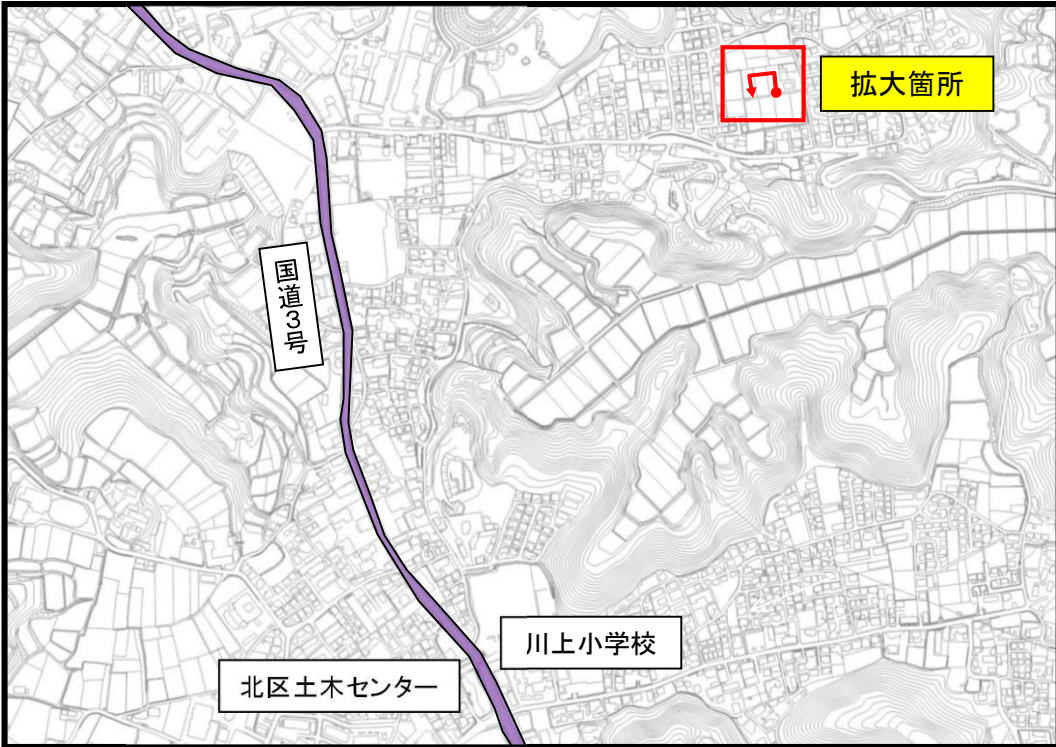 拡大箇所
国道3号
川上小学校
北区土木センター